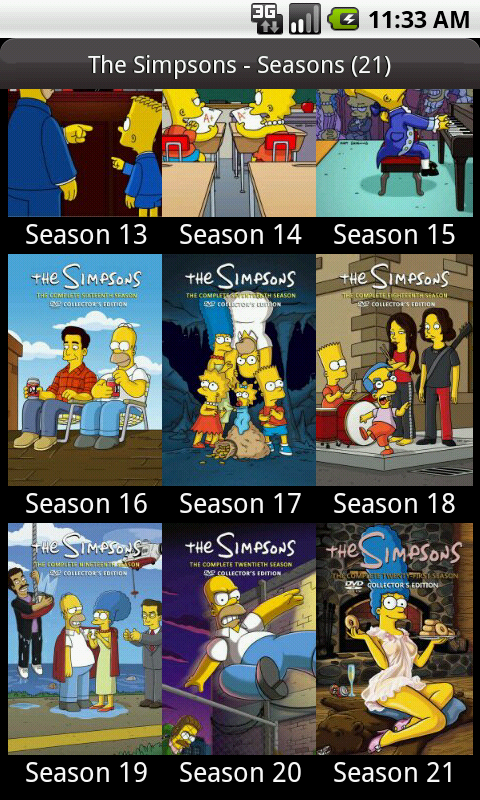 3G
11:33 AM
The Simpsons - Seasons (21)
A+ A
Season 13 Season 14 Season 15
THE SIMPSONS THE SIMPSONS THE SIMPSONS
THE COMPLETE SIXTEENTH SEASON THE COMPLETE SEVENTEENTH SEASON THE COMPLETE EIGHTEENTH SEASON
DVD COLLECTOR'S EDITION DVD COLLECTOR'S EDITION DVD COLLECTOR'S EDITION
Season 16 Season 17 Season 18
THE SIMPSONS THE SIMPSONS THE SIMPSONS
THE COMPLETE NINETEENTH SEASON THE COMPLETE TWENTIETH SEASON THE COMPLETE TWENTY-FIRST SEASON
DVD COLLECTOR'S EDITION DVD COLLECTOR'S EDITION DVD COLLECTOR'S EDITION
Season 19 Season 20 Season 21